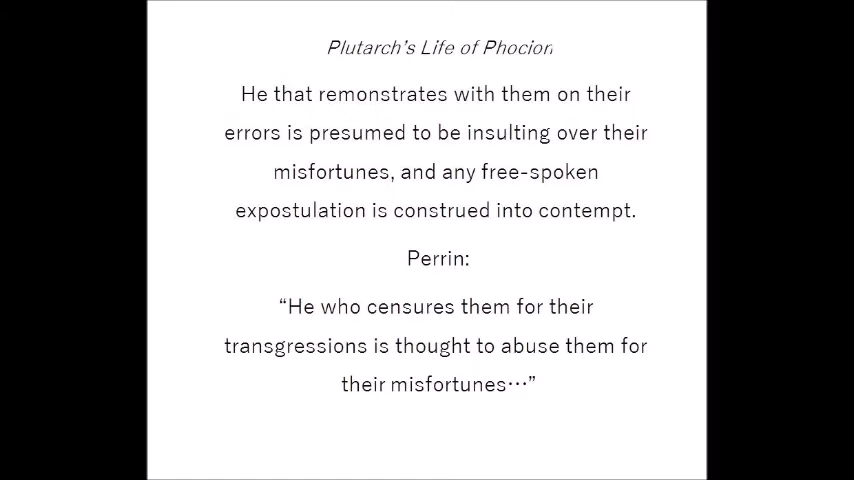 Plutarch’s Life of Phocion
He that remonstrates with them on their
errors is presumed to be insulting over their
misfortunes, and any free-spoken
expostulation is construed into contempt.
Perrin:
“He who censures them for their
transgressions is thought to abuse them for
their misfortunes⋯”